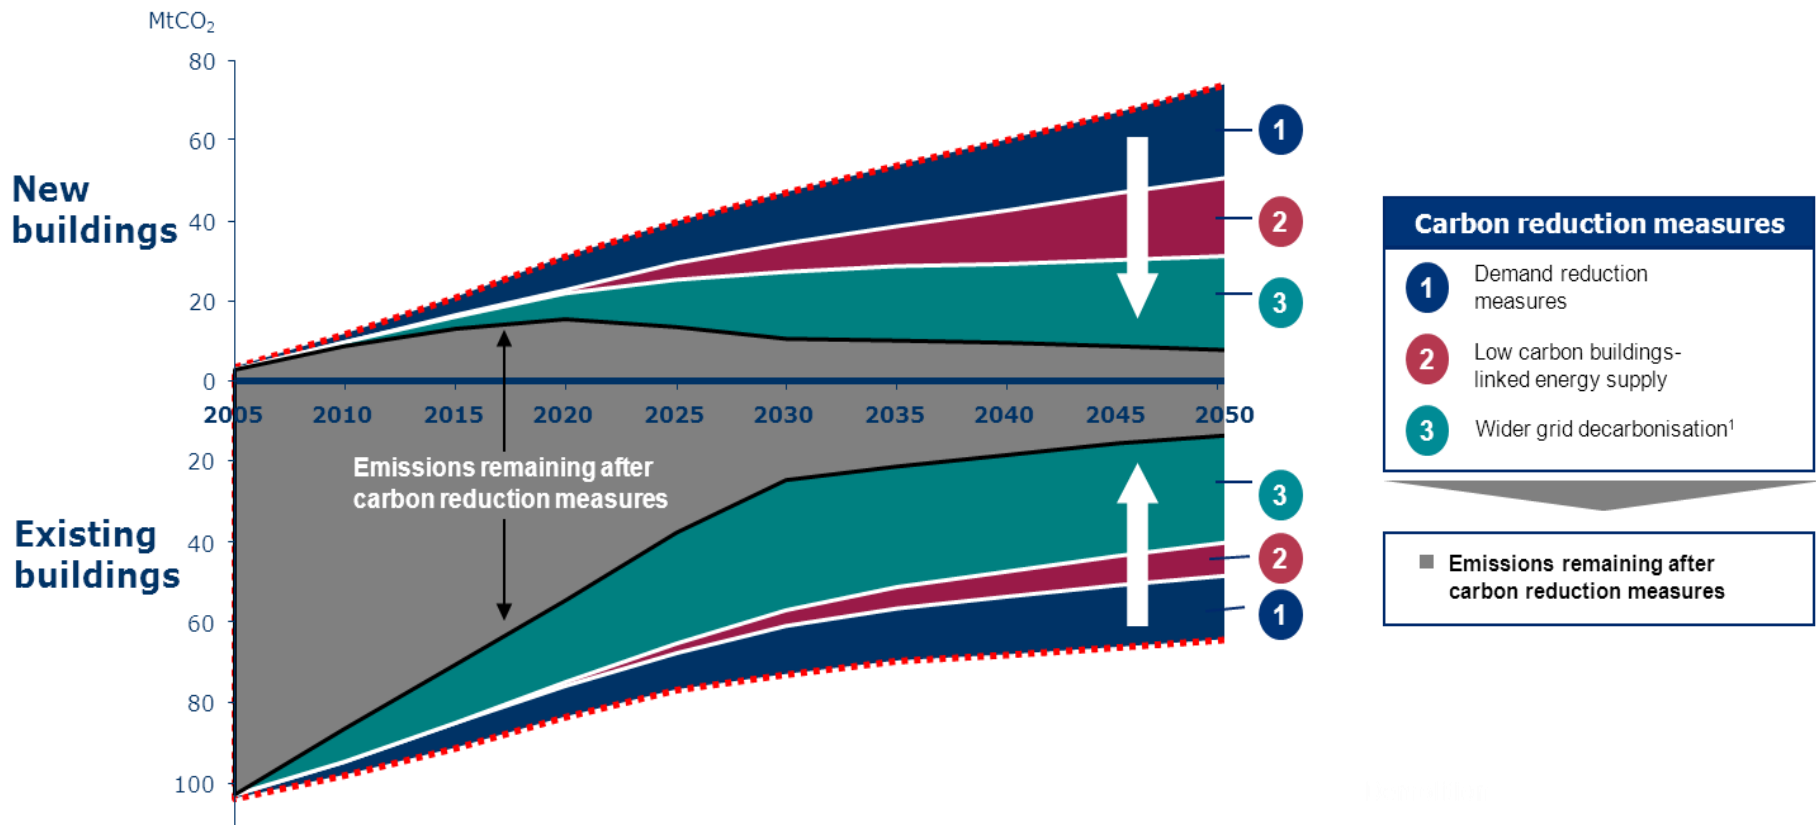 MtCO₂
80
60
40
20
0
20
40
60
80
100
New
buildings
Existing
buildings
2005 2010 2015 2020 2025 2030 2035 2040 2045 2050
Emissions remaining after
carbon reduction measures
1
2
3
3
2
1
Carbon reduction measures
1 Demand reduction
measures
2 Low carbon buildings-
linked energy supply
3 Wider grid decarbonisation¹
Emissions remaining after
carbon reduction measures